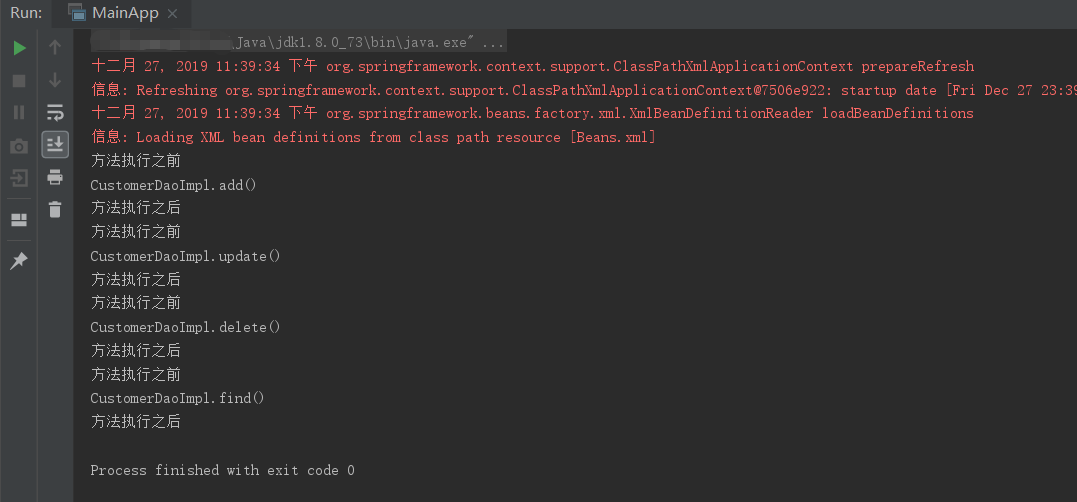 Run: MainApp ×
\Java\jdk1.8.0_73\bin\java.exe" ...
十二月 27, 2019 11:39:34 下午 org.springframework.context.support.ClassPathXmlApplicationContext prepareRefresh
信息: Refreshing org.springframework.context.support.ClassPathXmlApplicationContext@7506e922: startup date [Fri Dec 27 23:39
十二月 27, 2019 11:39:34 下午 org.springframework.beans.factory.xml.XmlBeanDefinitionReader loadBeanDefinitions
信息: Loading XML bean definitions from class path resource [Beans.xml]
方法执行之前
CustomerDaoImpl.add()
方法执行之后
方法执行之前
CustomerDaoImpl.update()
方法执行之后
方法执行之前
CustomerDaoImpl.delete()
方法执行之后
方法执行之前
CustomerDaoImpl.find()
方法执行之后
Process finished with exit code 0